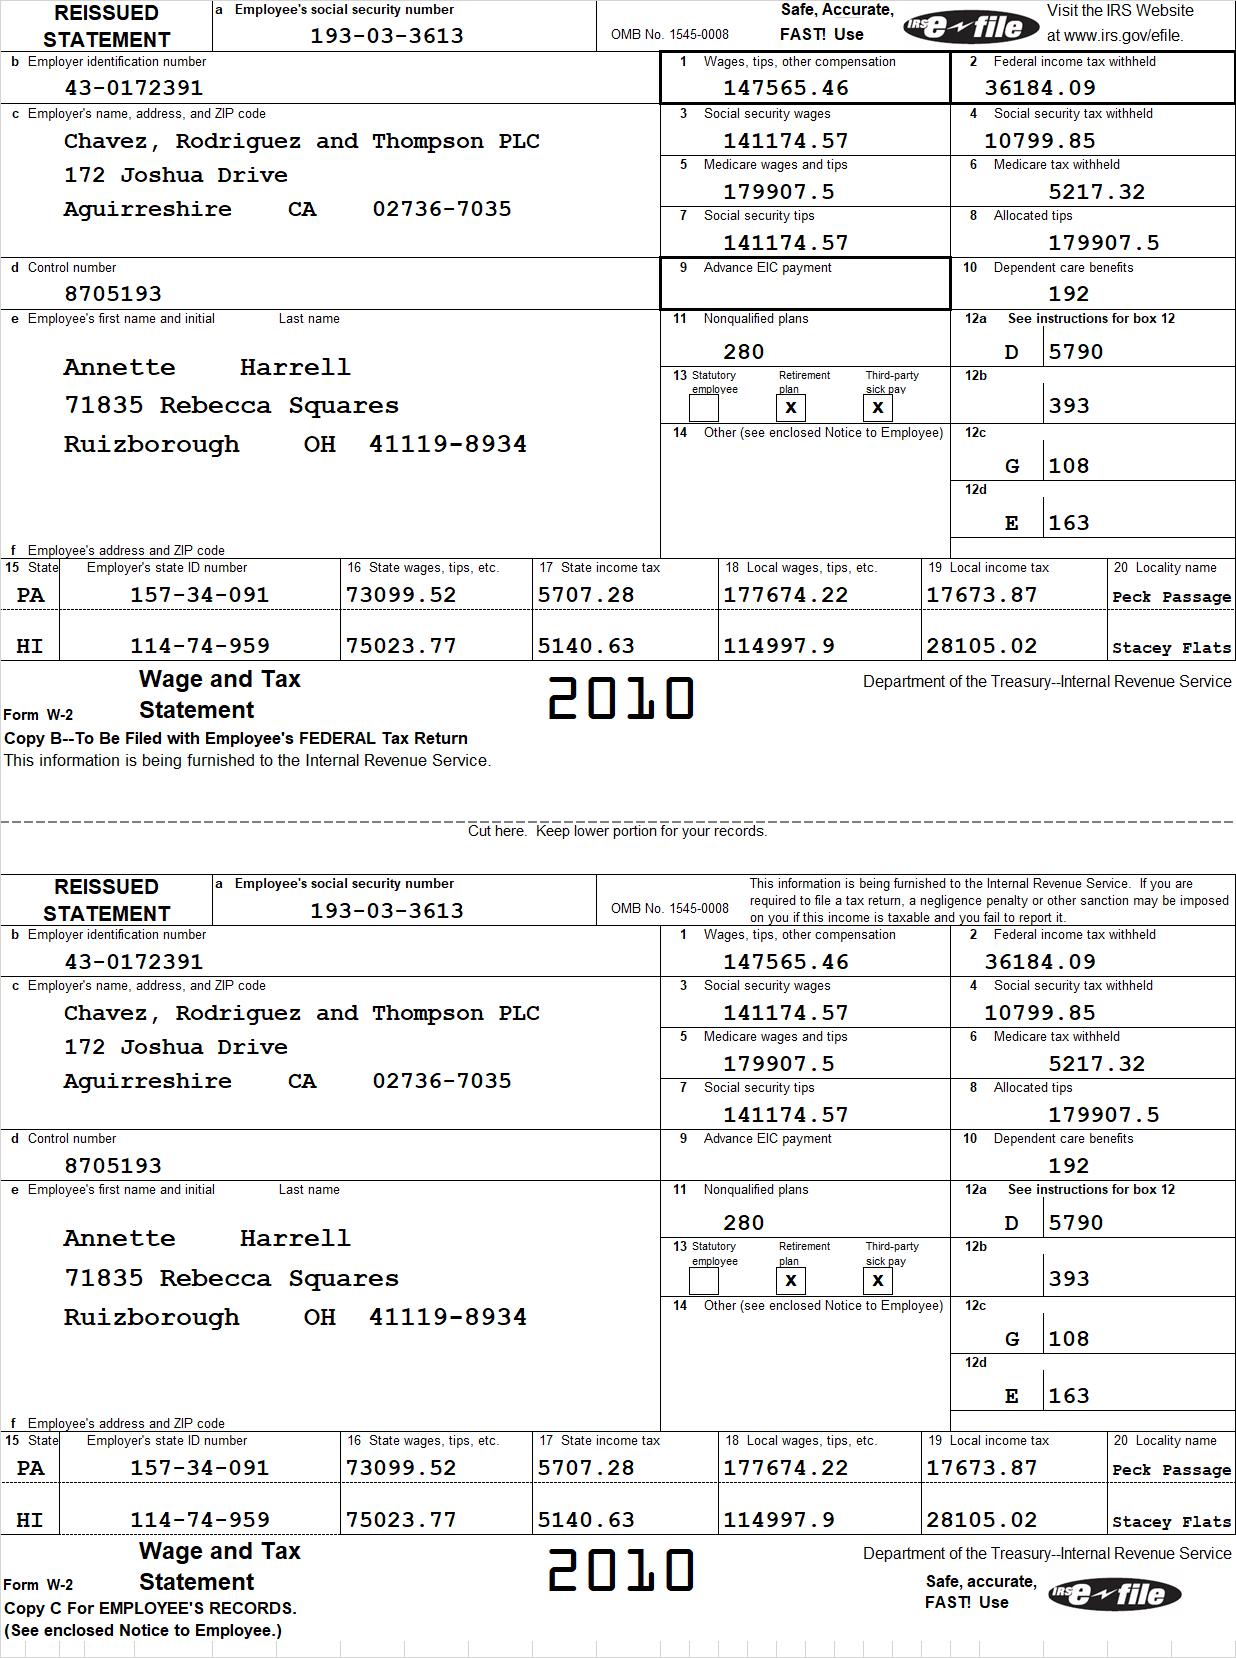 REISSUED STATEMENT
a Employee's social security number
193-03-3613
OMB No. 1545-0008
Safe, Accurate, FAST! Use
IRS e-file
Visit the IRS Website at www.irs.gov/efile.
b Employer identification number
43-0172391
1 Wages, tips, other compensation
147565.46
2 Federal income tax withheld
36184.09
c Employer's name, address, and ZIP code
Chavez, Rodriguez and Thompson PLC
172 Joshua Drive
Aguirreshire CA 02736-7035
3 Social security wages
141174.57
4 Social security tax withheld
10799.85
5 Medicare wages and tips
179907.5
6 Medicare tax withheld
5217.32
7 Social security tips
141174.57
8 Allocated tips
179907.5
d Control number
8705193
9 Advance EIC payment
10 Dependent care benefits
192
e Employee's first name and initial Last name
Annette Harrell
71835 Rebecca Squares
Ruizborough OH 41119-8934
11 Nonqualified plans
280
12a See instructions for box 12
D 5790
13 Statutory employee Retirement plan Third-party sick pay
X X
12b
393
14 Other (see enclosed Notice to Employee)
12c
G 108
12d
E 163
f Employee's address and ZIP code
15 State Employer's state ID number 16 State wages, tips, etc. 17 State income tax 18 Local wages, tips, etc. 19 Local income tax 20 Locality name
PA 157-34-091 73099.52 5707.28 177674.22 17673.87 Peck Passage
HI 114-74-959 75023.77 5140.63 114997.9 28105.02 Stacey Flats
Form W-2 Wage and Tax Statement
2010
Department of the Treasury--Internal Revenue Service
Copy B--To Be Filed with Employee's FEDERAL Tax Return
This information is being furnished to the Internal Revenue Service.
Cut here. Keep lower portion for your records.
REISSUED STATEMENT
a Employee's social security number
193-03-3613
OMB No. 1545-0008
This information is being furnished to the Internal Revenue Service. If you are
required to file a tax return, a negligence penalty or other sanction may be imposed
on you if this income is taxable and you fail to report it.
b Employer identification number
43-0172391
1 Wages, tips, other compensation
147565.46
2 Federal income tax withheld
36184.09
c Employer's name, address, and ZIP code
Chavez, Rodriguez and Thompson PLC
172 Joshua Drive
Aguirreshire CA 02736-7035
3 Social security wages
141174.57
4 Social security tax withheld
10799.85
5 Medicare wages and tips
179907.5
6 Medicare tax withheld
5217.32
7 Social security tips
141174.57
8 Allocated tips
179907.5
d Control number
8705193
9 Advance EIC payment
10 Dependent care benefits
192
e Employee's first name and initial Last name
Annette Harrell
71835 Rebecca Squares
Ruizborough OH 41119-8934
11 Nonqualified plans
280
12a See instructions for box 12
D 5790
13 Statutory employee Retirement plan Third-party sick pay
X X
12b
393
14 Other (see enclosed Notice to Employee)
12c
G 108
12d
E 163
f Employee's address and ZIP code
15 State Employer's state ID number 16 State wages, tips, etc. 17 State income tax 18 Local wages, tips, etc. 19 Local income tax 20 Locality name
PA 157-34-091 73099.52 5707.28 177674.22 17673.87 Peck Passage
HI 114-74-959 75023.77 5140.63 114997.9 28105.02 Stacey Flats
Form W-2 Wage and Tax Statement
2010
Department of the Treasury--Internal Revenue Service
Safe, accurate, FAST! Use
IRS e-file
Copy C For EMPLOYEE'S RECORDS.
(See enclosed Notice to Employee.)